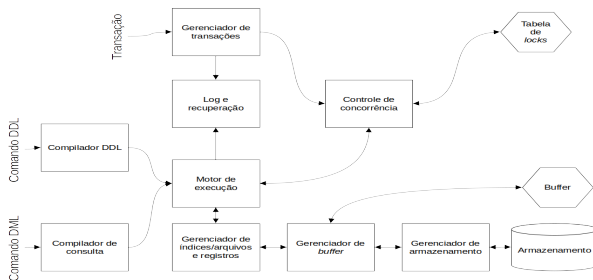 Transação
Gerenciador de
transações
Tabela
de
locks
Log e
recuperação
Controle de
concorrência
Comando DDL
Compilador DDL
Motor de
execução
Buffer
Comando DML
Compilador de
consulta
Gerenciador de
índices/arquivos
e registros
Gerenciador de
buffer
Gerenciador de
armazenamento
Armazenamento